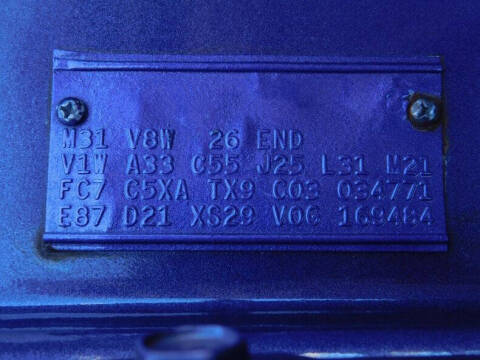 M31 V8W 26 END
V1W A33 C55 J25 L31 M21
FC7 C5XA TX9 C03 034771
E87 D21 XS29 V0G 169484